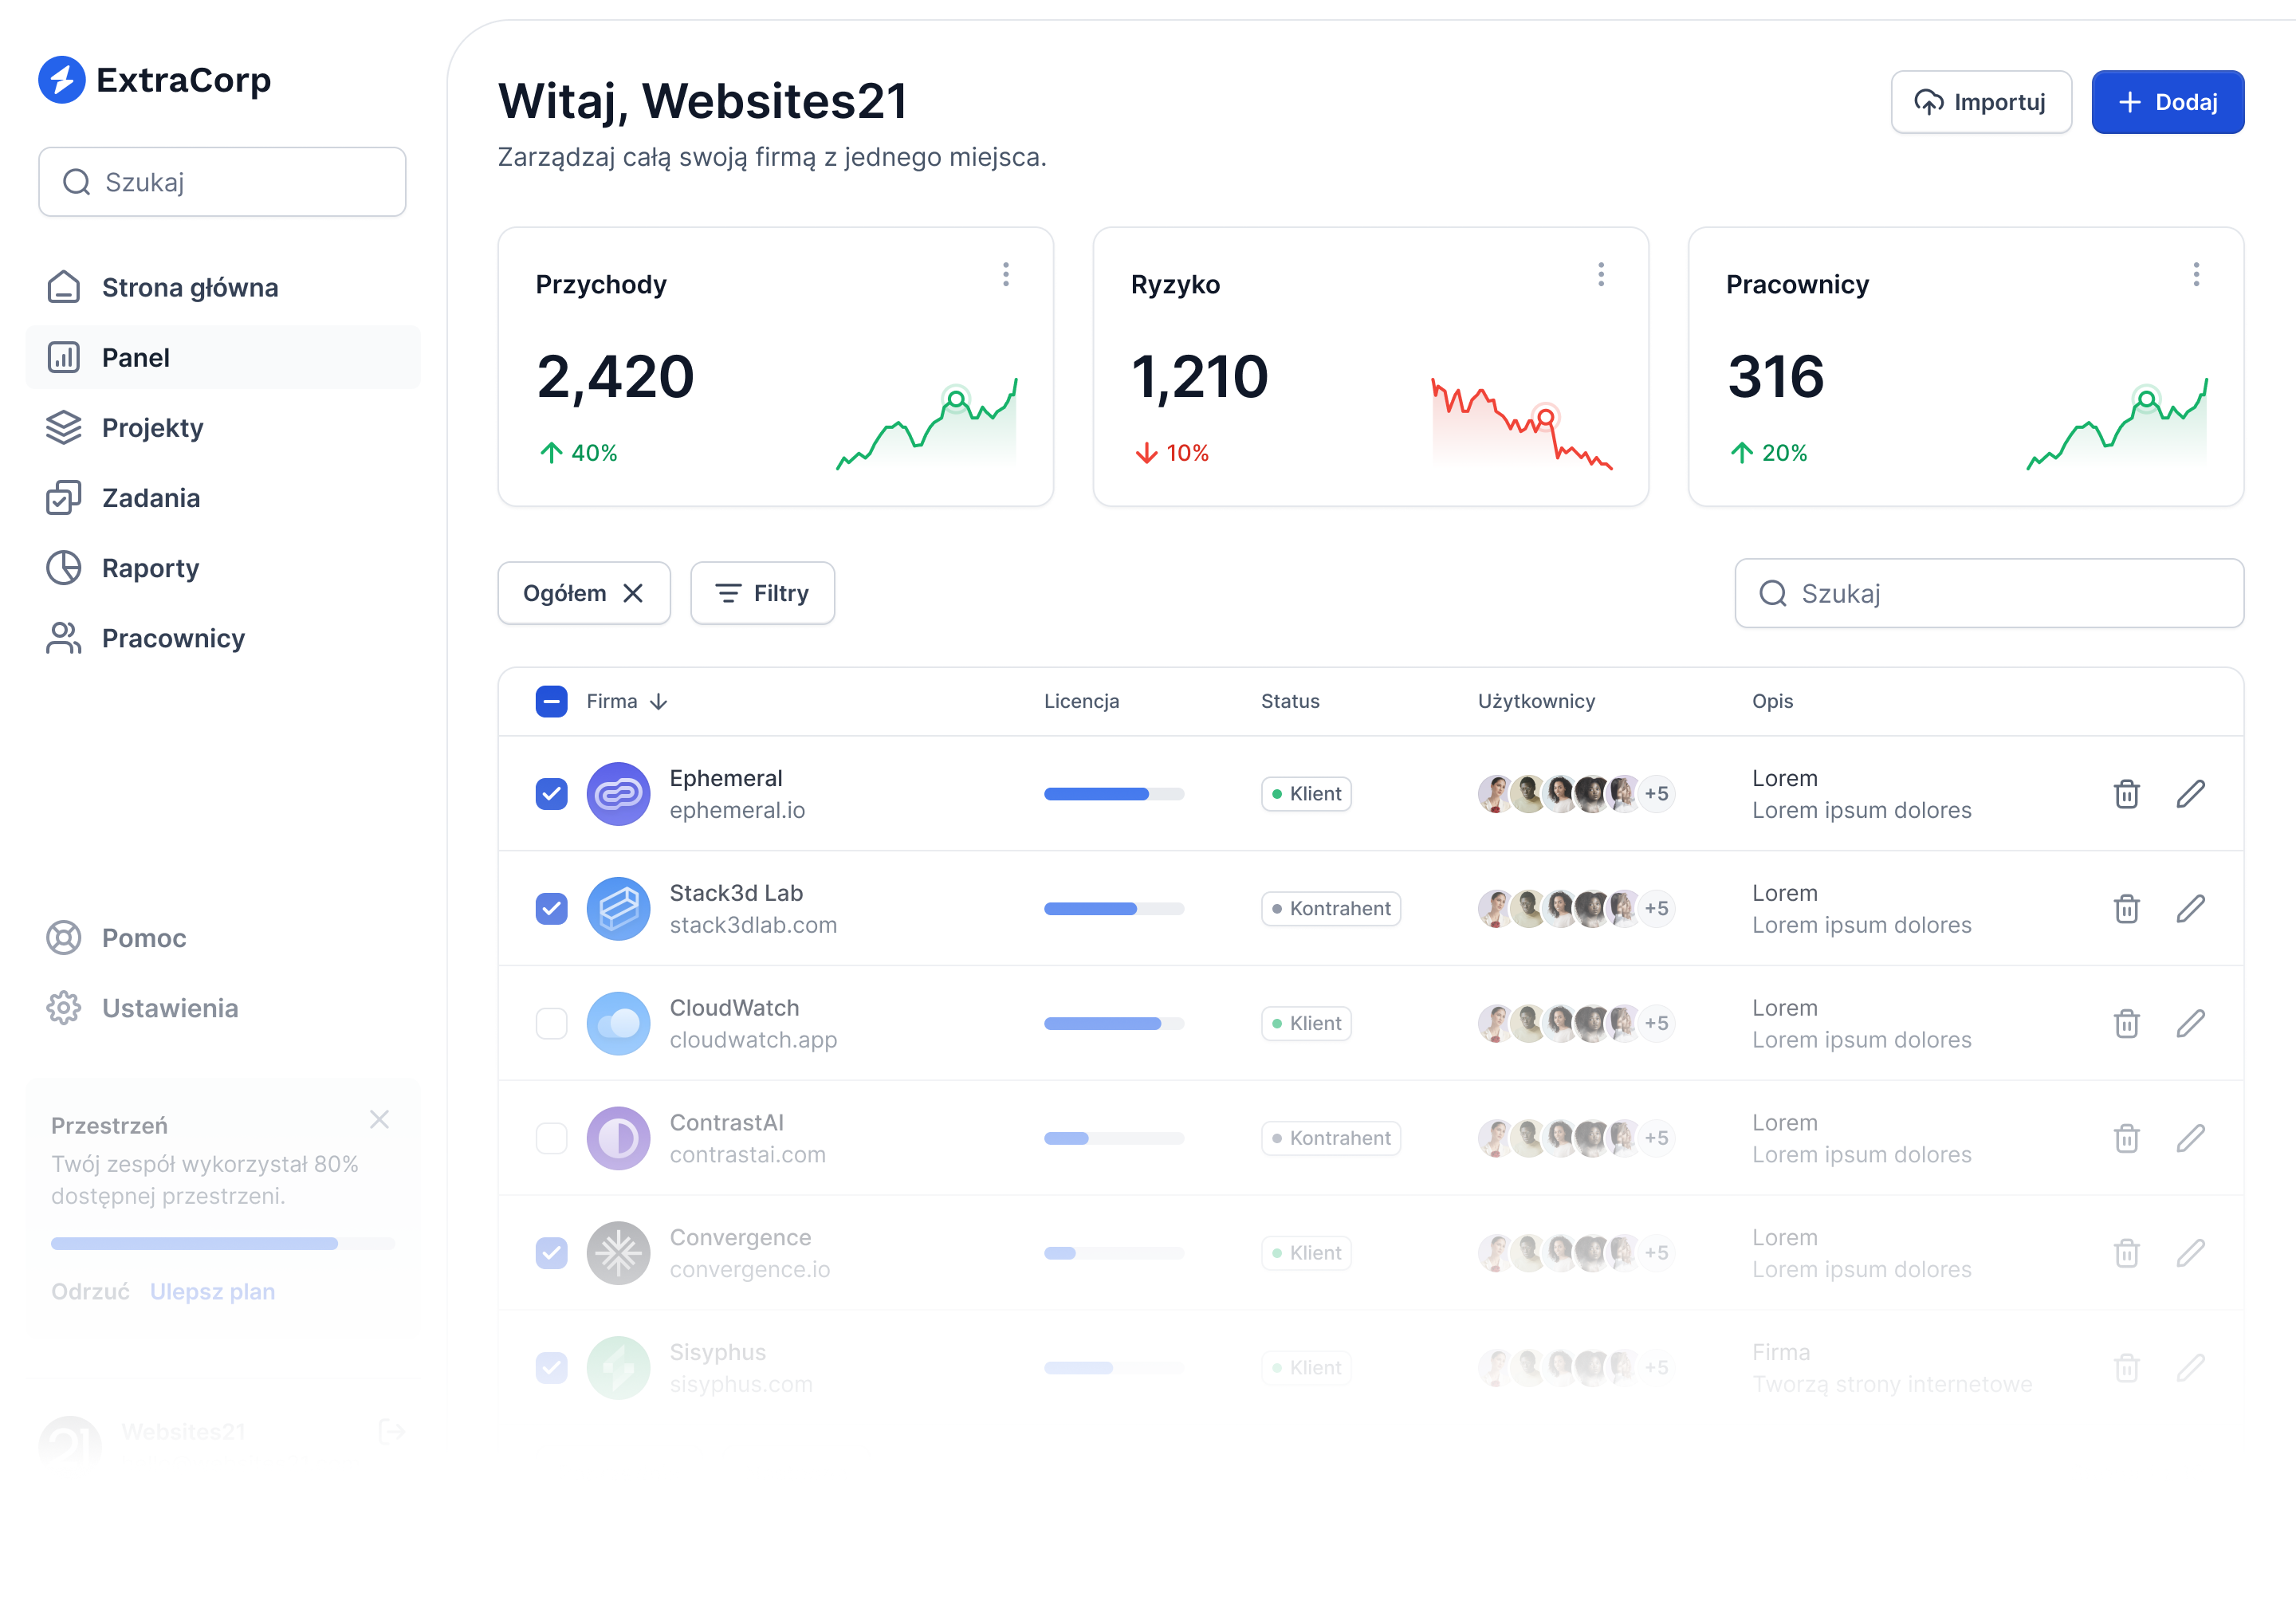 ExtraCorp
Szukaj
Strona główna
Panel
Projekty
Zadania
Raporty
Pracownicy
Pomoc
Ustawienia
Przestrzeń
Twój zespół wykorzystał 80%
dostępnej przestrzeni.
Odrzuć Ulepsz plan
Websites21
Witaj, Websites21
Zarządzaj całą swoją firmą z jednego miejsca.
Importuj
Dodaj
Przychody
2,420
40%
Ryzyko
1,210
10%
Pracownicy
316
20%
Ogółem
Filtry
Szukaj
Firma Licencja Status Użytkownicy Opis
Ephemeral
ephemeral.io
Klient
+5
Lorem
Lorem ipsum dolores
Stack3d Lab
stack3dlab.com
Kontrahent
+5
Lorem
Lorem ipsum dolores
CloudWatch
cloudwatch.app
Klient
+5
Lorem
Lorem ipsum dolores
ContrastAI
contrastai.com
Kontrahent
+5
Lorem
Lorem ipsum dolores
Convergence
convergence.io
Klient
+5
Lorem
Lorem ipsum dolores
Sisyphus
sisyphus.com
Klient
+5
Firma
Tworzą strony internetowe